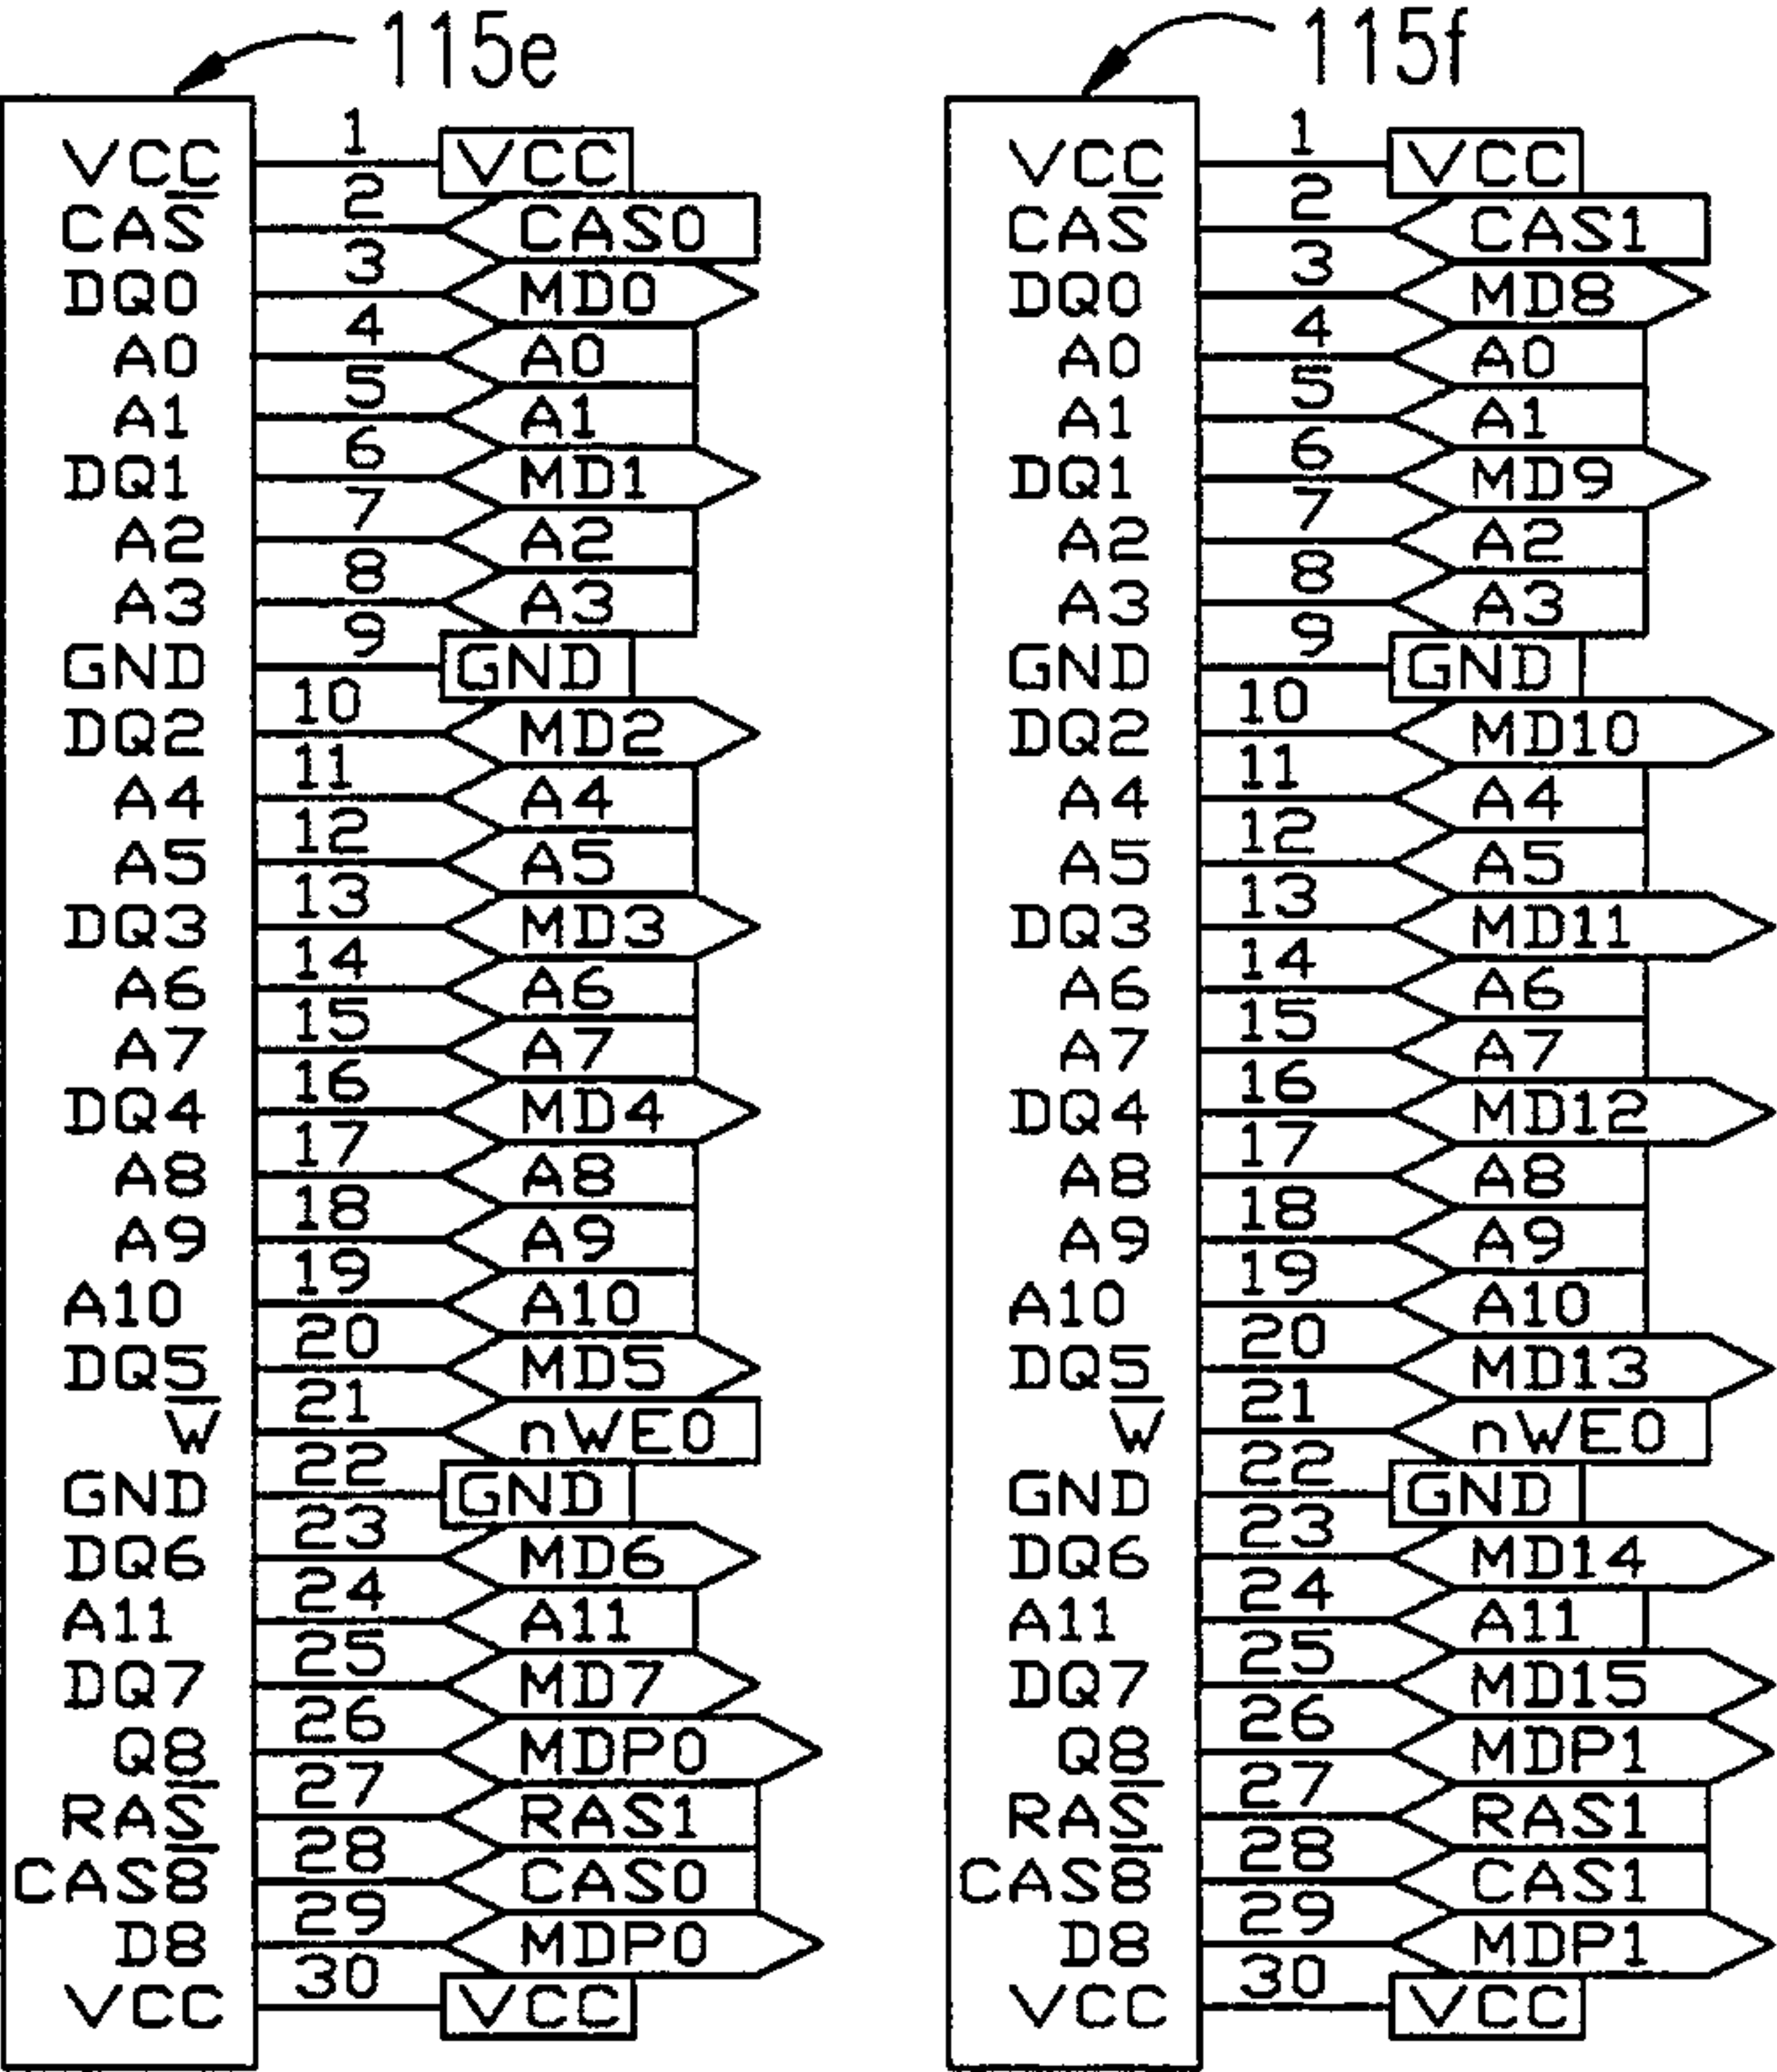 115e 115f
VCC 1 VCC VCC 1 VCC
CAS̅ 2 CAS0 CAS̅ 2 CAS1
DQ0 3 MD0 DQ0 3 MD8
A0 4 A0 A0 4 A0
A1 5 A1 A1 5 A1
DQ1 6 MD1 DQ1 6 MD9
A2 7 A2 A2 7 A2
A3 8 A3 A3 8 A3
GND 9 GND GND 9 GND
DQ2 10 MD2 DQ2 10 MD10
A4 11 A4 A4 11 A4
A5 12 A5 A5 12 A5
DQ3 13 MD3 DQ3 13 MD11
A6 14 A6 A6 14 A6
A7 15 A7 A7 15 A7
DQ4 16 MD4 DQ4 16 MD12
A8 17 A8 A8 17 A8
A9 18 A9 A9 18 A9
A10 19 A10 A10 19 A10
DQ5 20 MD5 DQ5 20 MD13
W̅ 21 nWE0 W̅ 21 nWE0
GND 22 GND GND 22 GND
DQ6 23 MD6 DQ6 23 MD14
A11 24 A11 A11 24 A11
DQ7 25 MD7 DQ7 25 MD15
Q8 26 MDP0 Q8 26 MDP1
RAS̅ 27 RAS1 RAS̅ 27 RAS1
CAS8̅ 28 CAS0 CAS8̅ 28 CAS1
D8 29 MDP0 D8 29 MDP1
VCC 30 VCC VCC 30 VCC